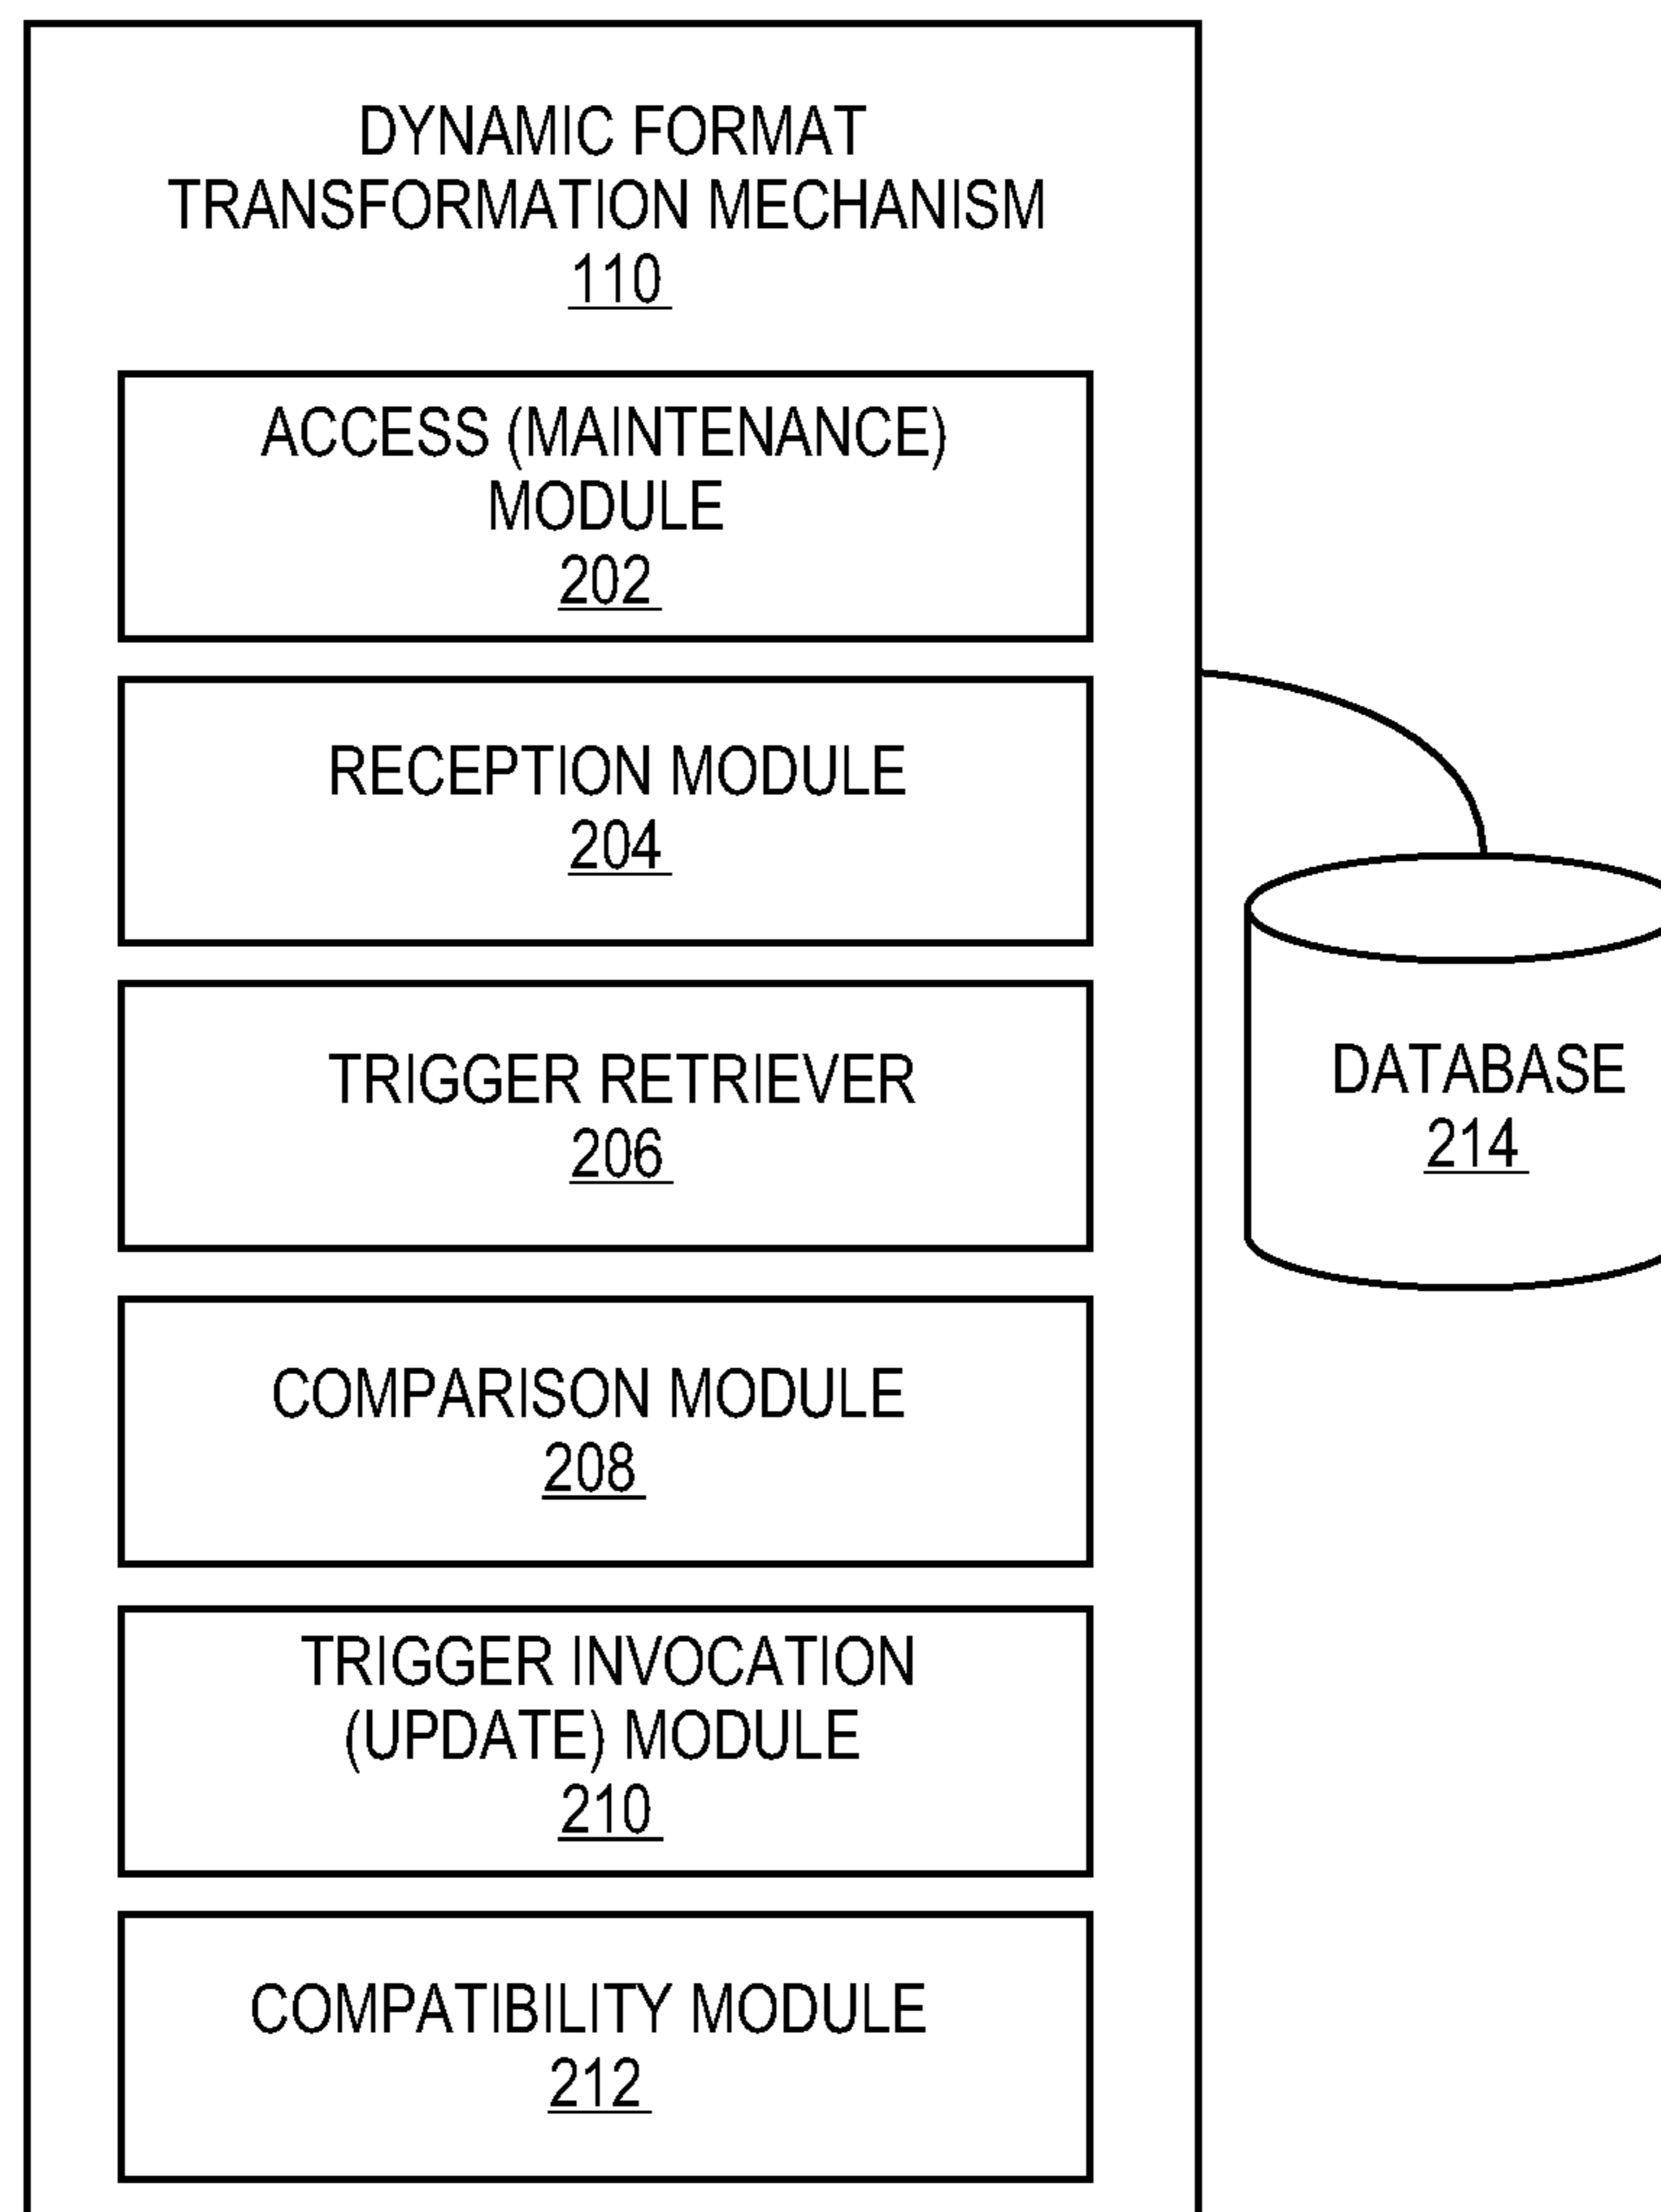 DYNAMIC FORMAT
TRANSFORMATION MECHANISM
110
ACCESS (MAINTENANCE)
MODULE
202
RECEPTION MODULE
204
TRIGGER RETRIEVER
206
COMPARISON MODULE
208
TRIGGER INVOCATION
(UPDATE) MODULE
210
COMPATIBILITY MODULE
212
DATABASE
214